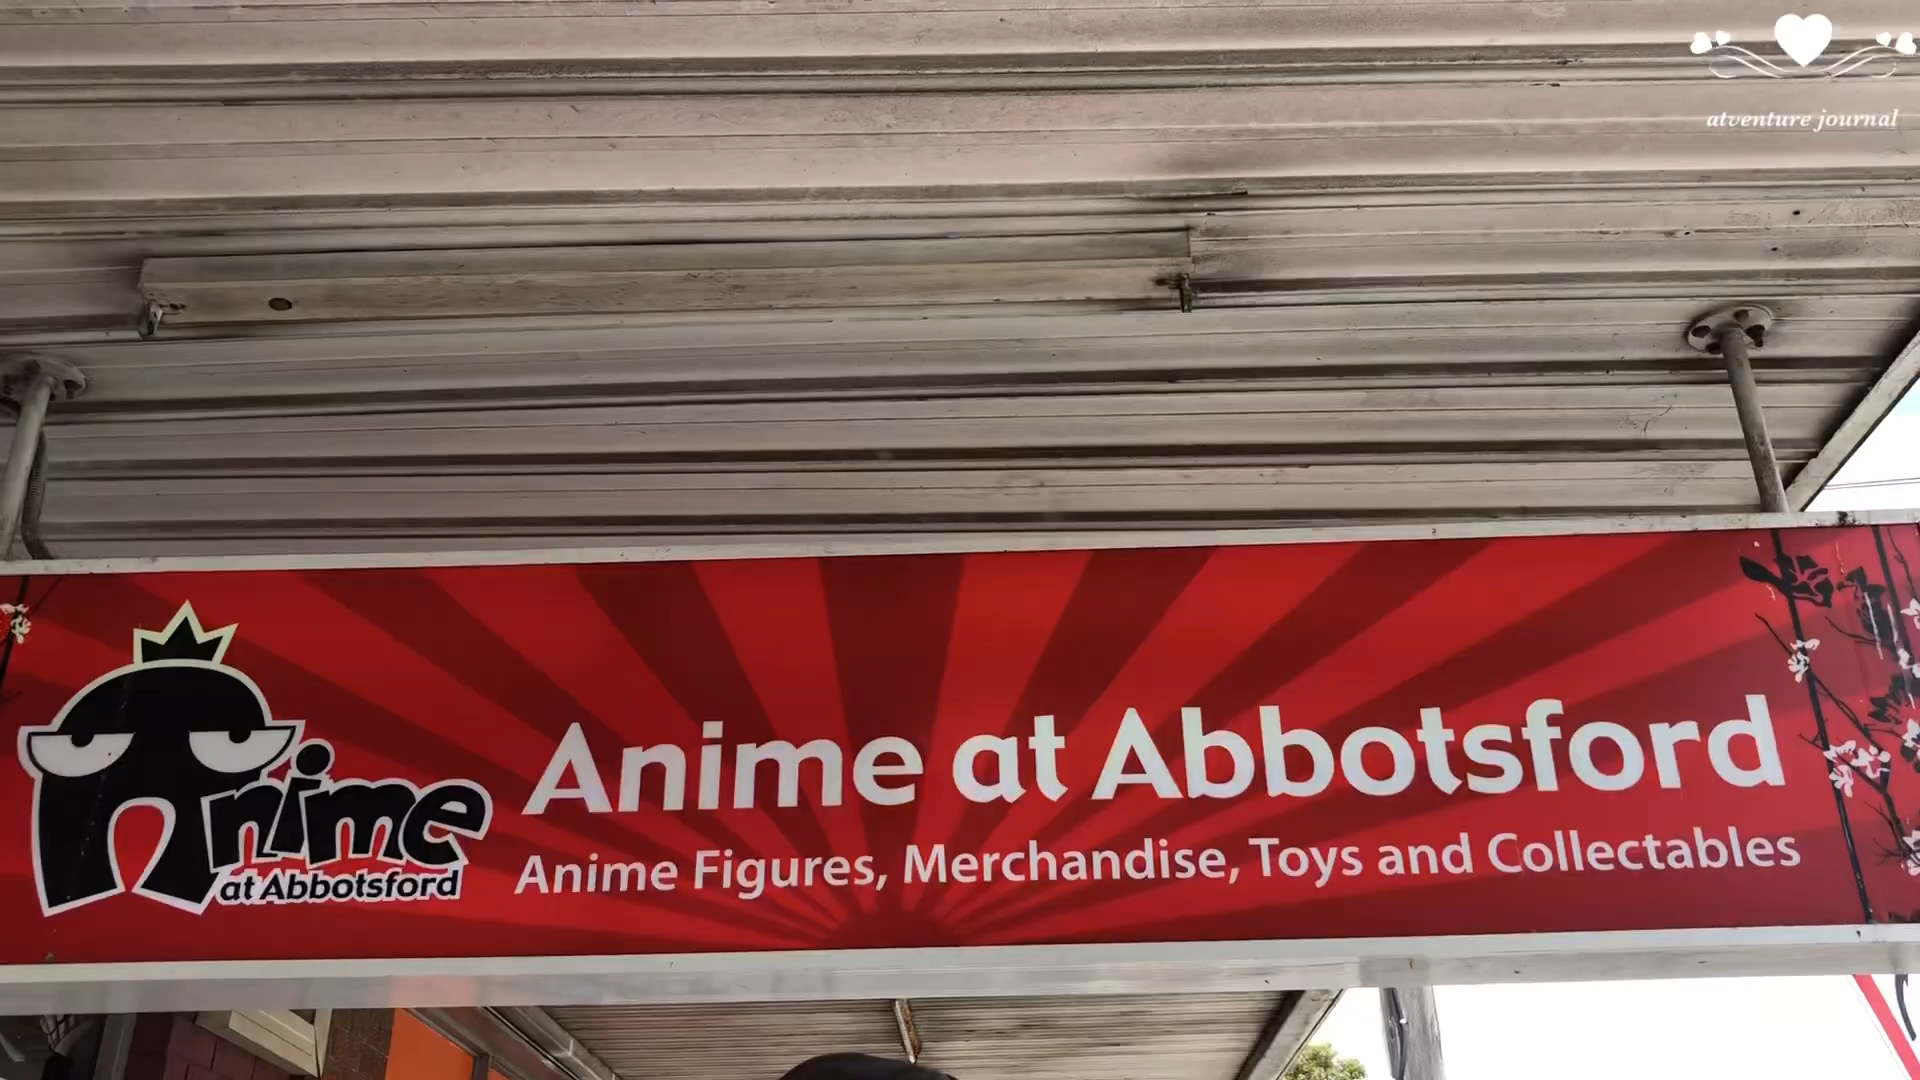 atventure journal
Anime
at Abbotsford
Anime at Abbotsford
Anime Figures, Merchandise, Toys and Collectables